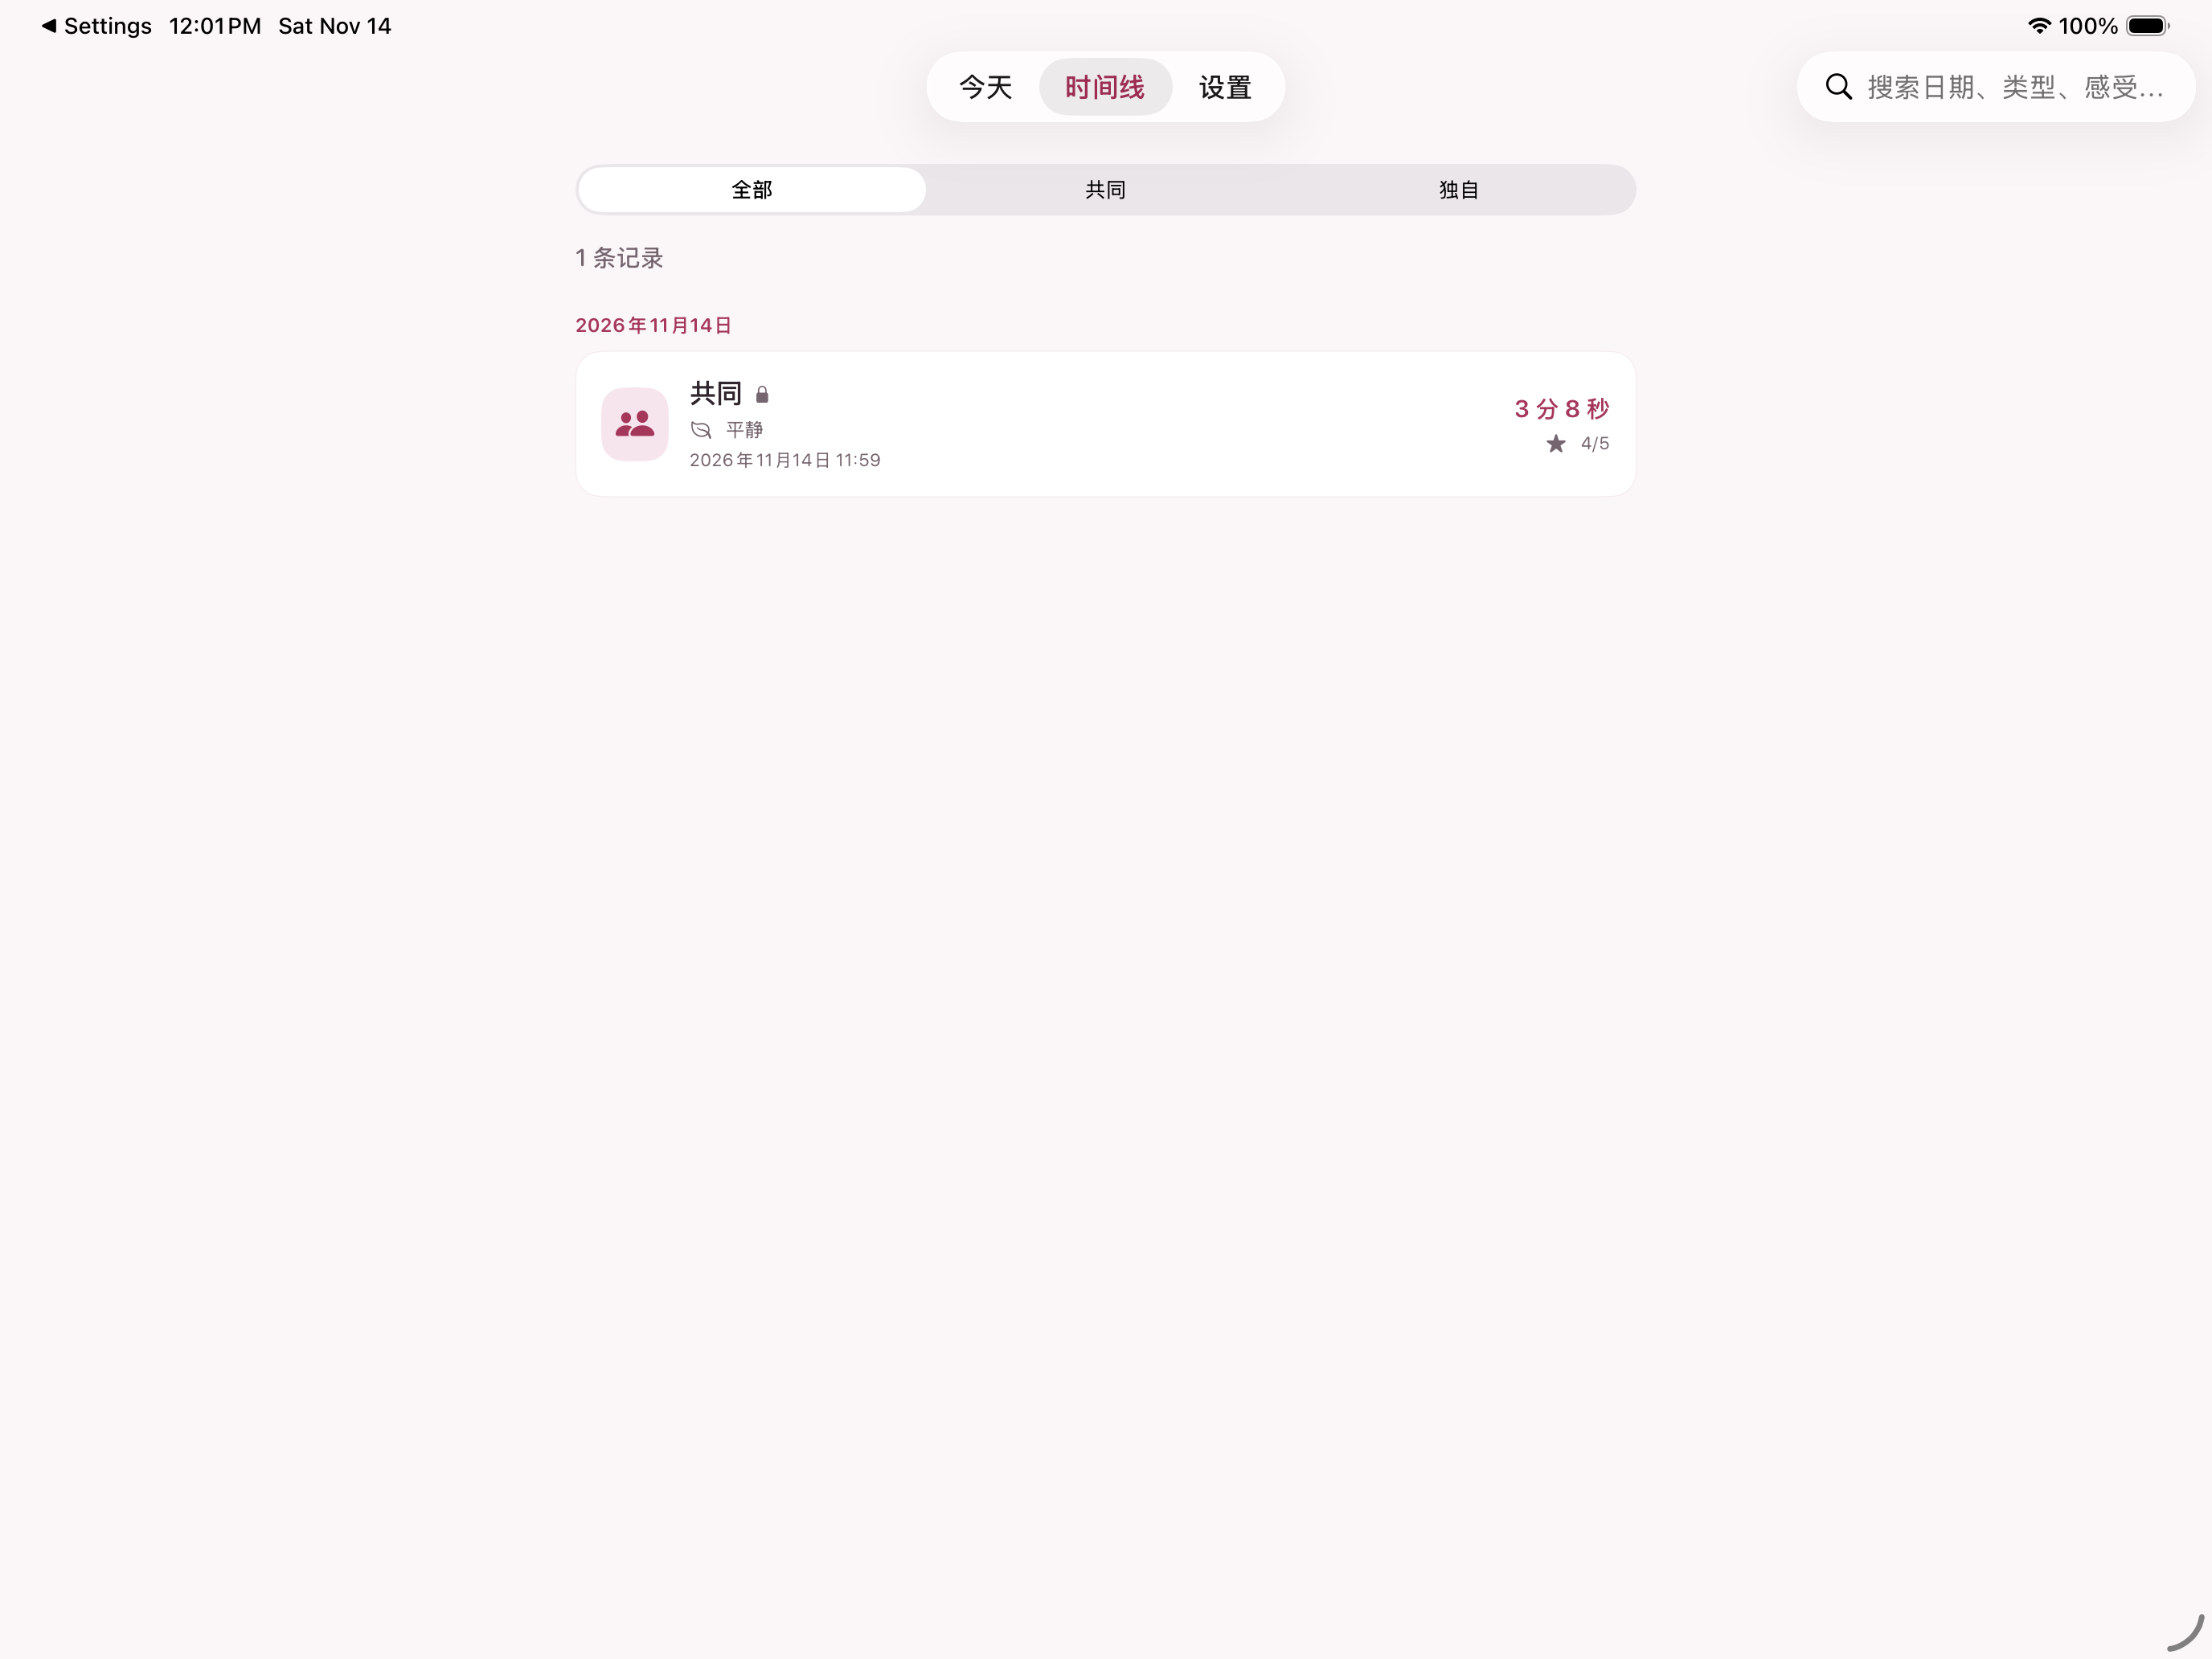 Settings 12:01 PM Sat Nov 14 100%
今天 时间线 设置 搜索日期、类型、感受...
全部 共同 独自
1 条记录
2026年11月14日
共同
3 分 8 秒
平静
4/5
2026年11月14日 11:59